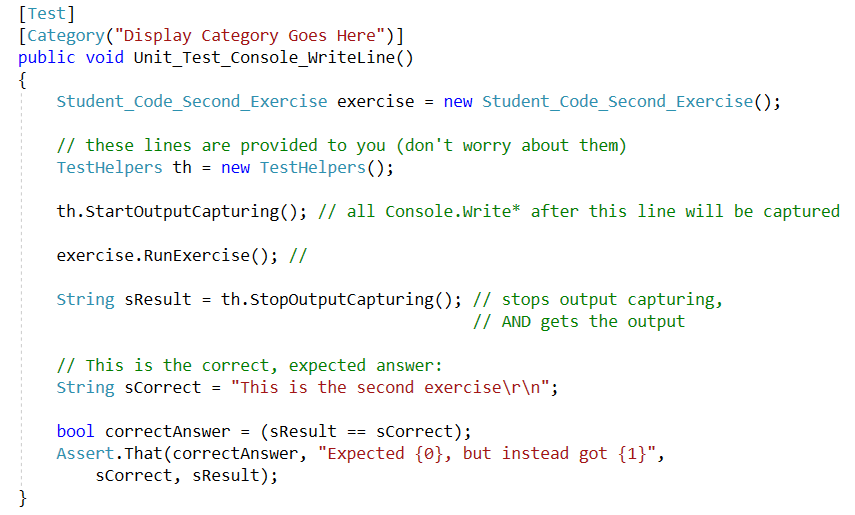 [Test]
[Category("Display Category Goes Here")]
public void Unit_Test_Console_WriteLine()
{
    Student_Code_Second_Exercise exercise = new Student_Code_Second_Exercise();
    // these lines are provided to you (don't worry about them)
    TestHelpers th = new TestHelpers();
    th.StartOutputCapturing(); // all Console.Write* after this line will be captured
    exercise.RunExercise(); //
    String sResult = th.StopOutputCapturing(); // stops output capturing,
                                               // AND gets the output
    // This is the correct, expected answer:
    String sCorrect = "This is the second exercise\r\n";
    bool correctAnswer = (sResult == sCorrect);
    Assert.That(correctAnswer, "Expected {0}, but instead got {1}",
        sCorrect, sResult);
}